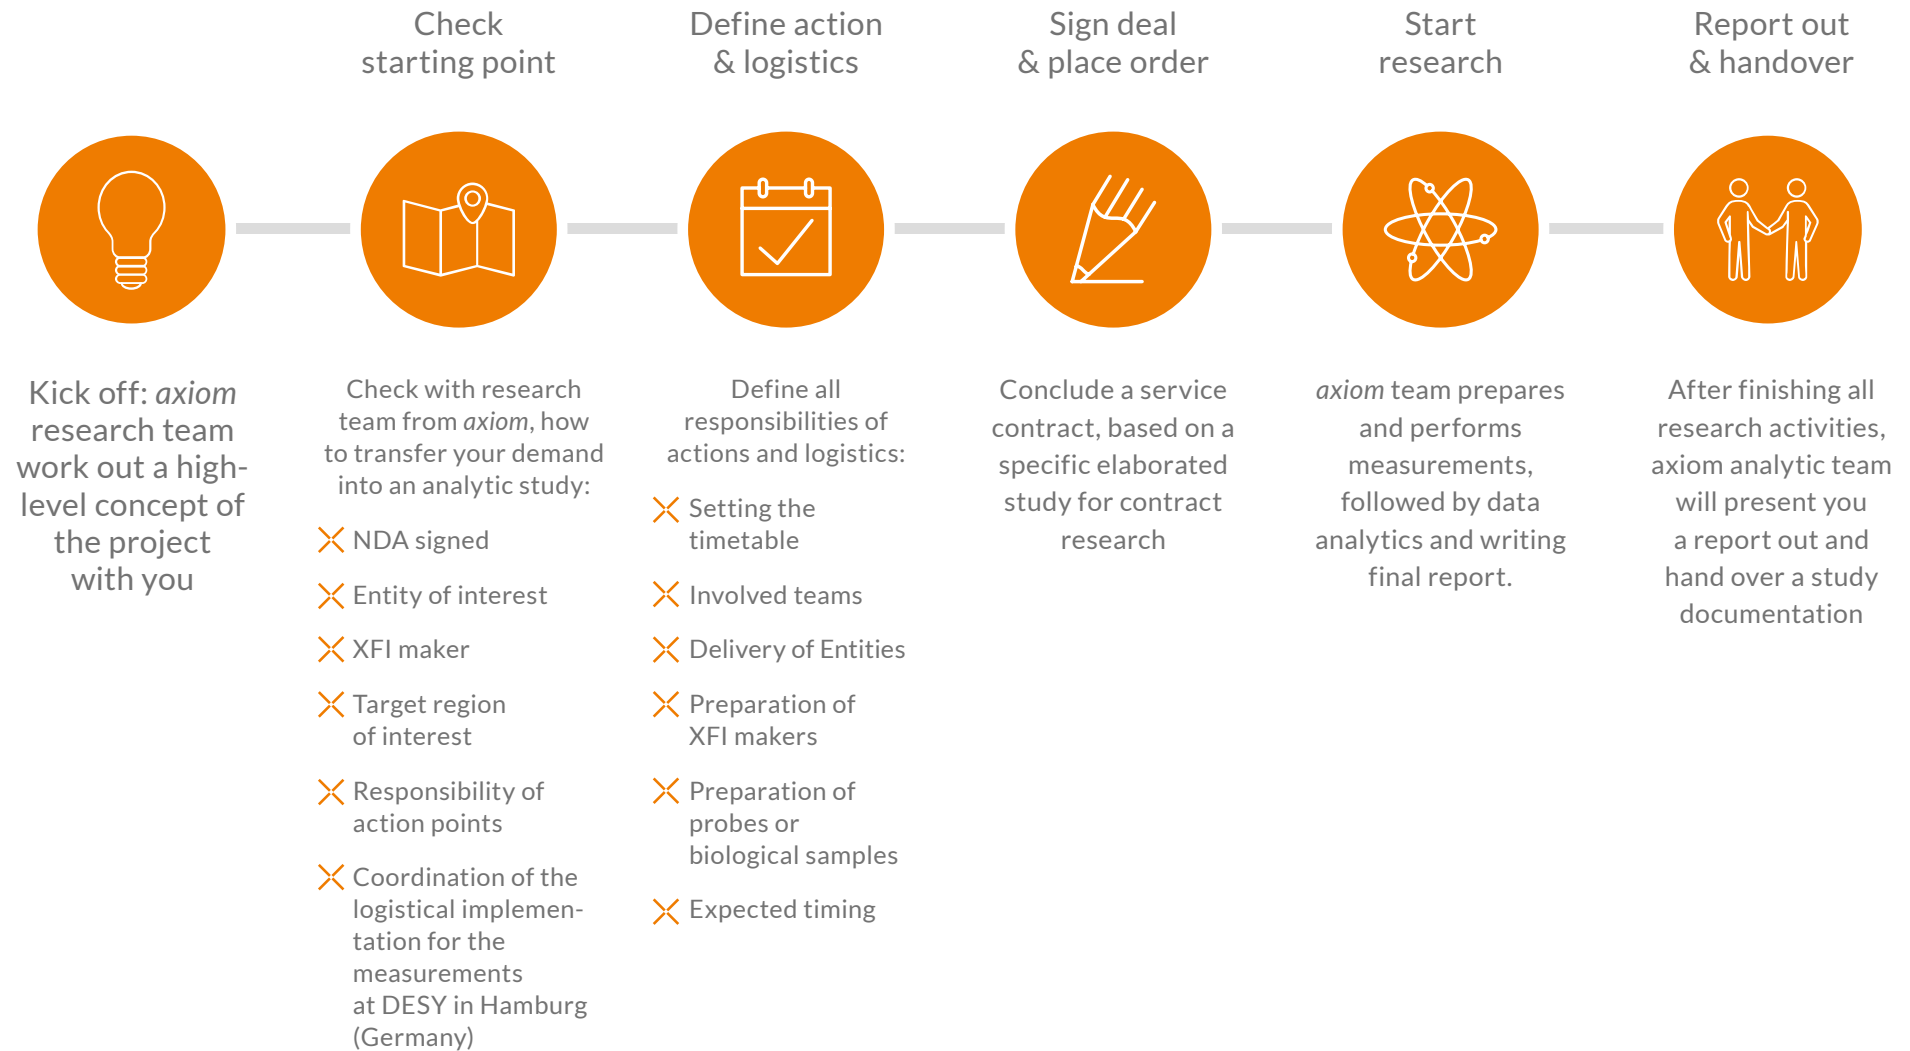 Check
starting point
Define action
& logistics
Sign deal
& place order
Start
research
Report out
& handover
Kick off: axiom
research team
work out a high-
level concept of
the project
with you
Check with research
team from axiom, how
to transfer your demand
into an analytic study:
NDA signed
Entity of interest
XFI maker
Target region
of interest
Responsibility of
action points
Coordination of the
logistical implemen-
tation for the
measurements
at DESY in Hamburg
(Germany)
Define all
responsibilities of
actions and logistics:
Setting the
timetable
Involved teams
Delivery of Entities
Preparation of
XFI makers
Preparation of
probes or
biological samples
Expected timing
Conclude a service
contract, based on a
specific elaborated
study for contract
research
axiom team prepares
and performs
measurements,
followed by data
analytics and writing
final report.
After finishing all
research activities,
axiom analytic team
will present you
a report out and
hand over a study
documentation